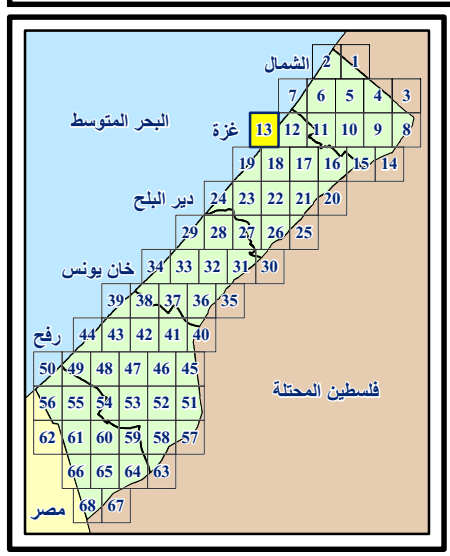 الشمال
2 1
7 6 5 4 3
البحر المتوسط
غزة
13 12 11 10 9 8
19 18 17 16 15 14
دير البلح
24 23 22 21 20
29 28 27 26 25
خان يونس
34 33 32 31 30
39 38 37 36 35
رفح
44 43 42 41 40
50 49 48 47 46 45
فلسطين المحتلة
56 55 54 53 52 51
62 61 60 59 58 57
66 65 64 63
مصر
68 67